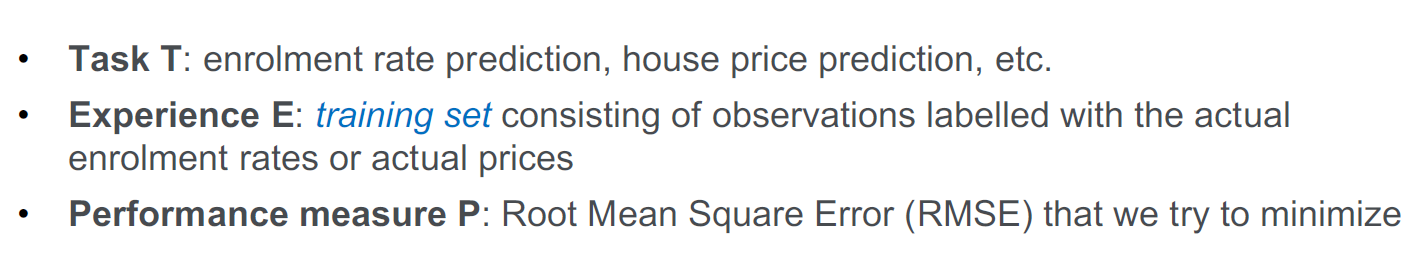 • Task T: enrolment rate prediction, house price prediction, etc.
• Experience E: training set consisting of observations labelled with the actual
enrolment rates or actual prices
• Performance measure P: Root Mean Square Error (RMSE) that we try to minimize